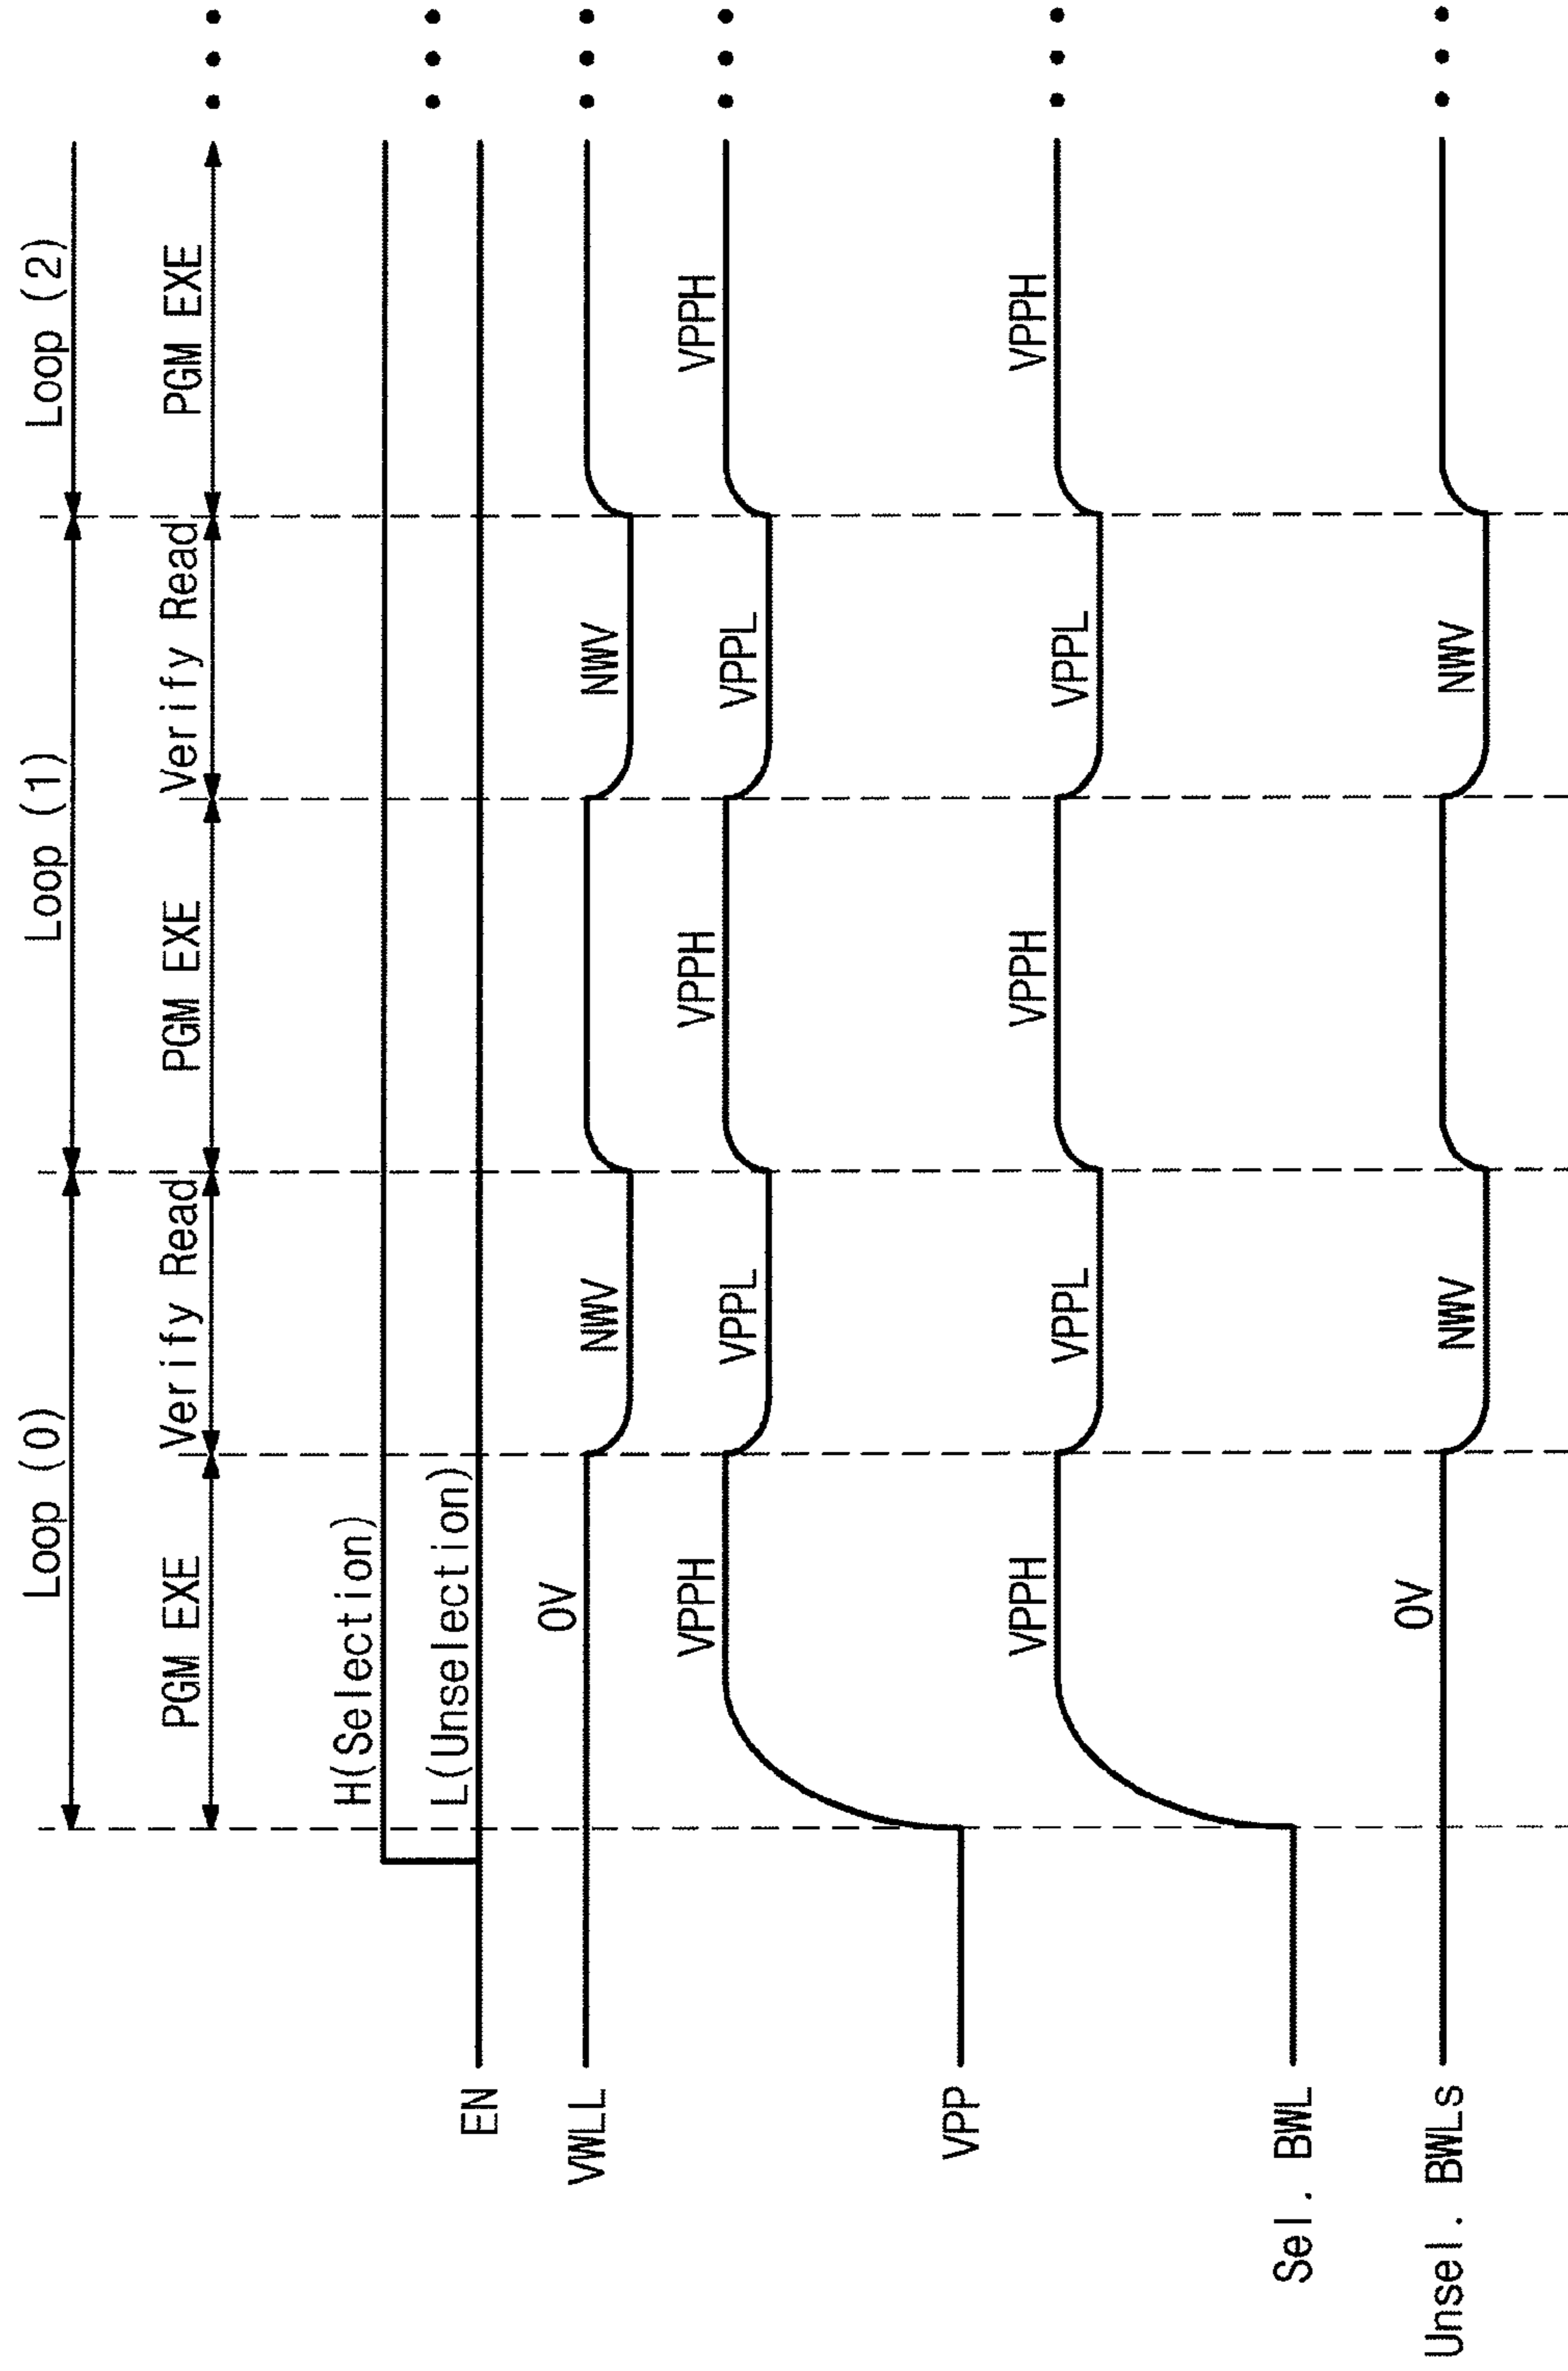 Loop (0) Loop (1) Loop (2)
PGM EXE Verify Read PGM EXE Verify Read PGM EXE
H(Selection)
L(Unselection)
EN
0V NWV NWV
VWLL
VPPH VPPL VPPH VPPL VPPH
VPP
VPPH VPPL VPPH VPPL VPPH
Sel. BWL
0V NWV NWV
Unsel. BWLs